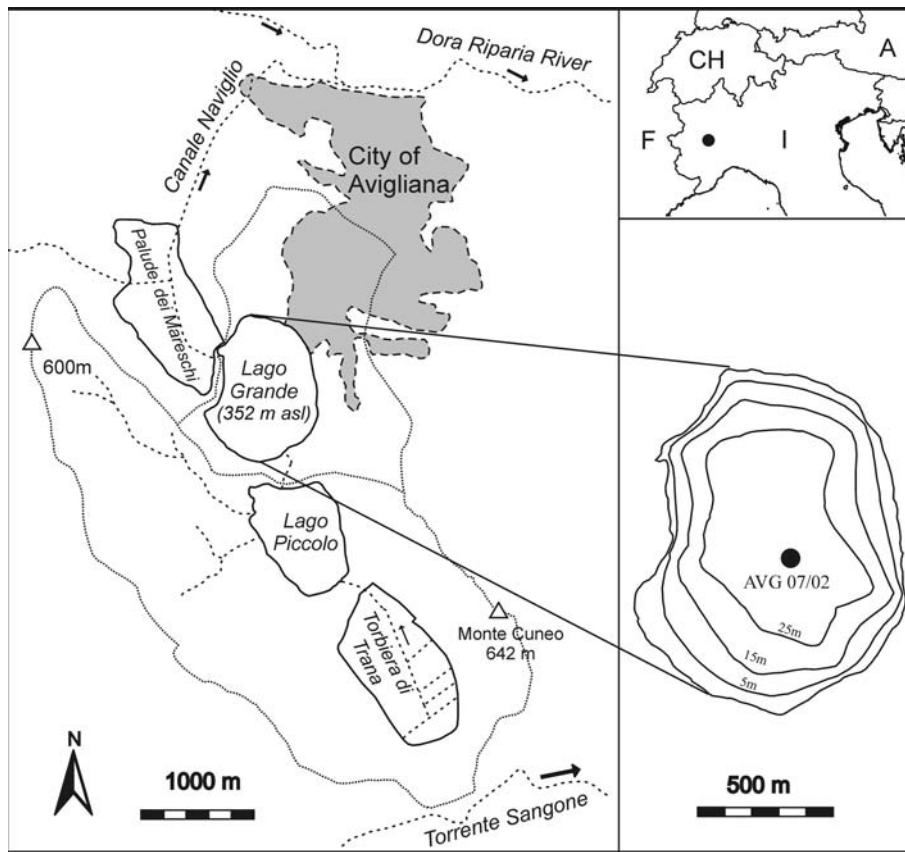 Dora Riparia River
Canale Naviglio
City of
Avigliana
Palude dei Mareschi
600m
Lago
Grande
(352 m asl)
Lago
Piccolo
Torbiera di
Trana
Monte Cuneo
642 m
N
1000 m
Torrente Sangone
CH
A
F
I
AVG 07/02
25m
15m
5m
500 m